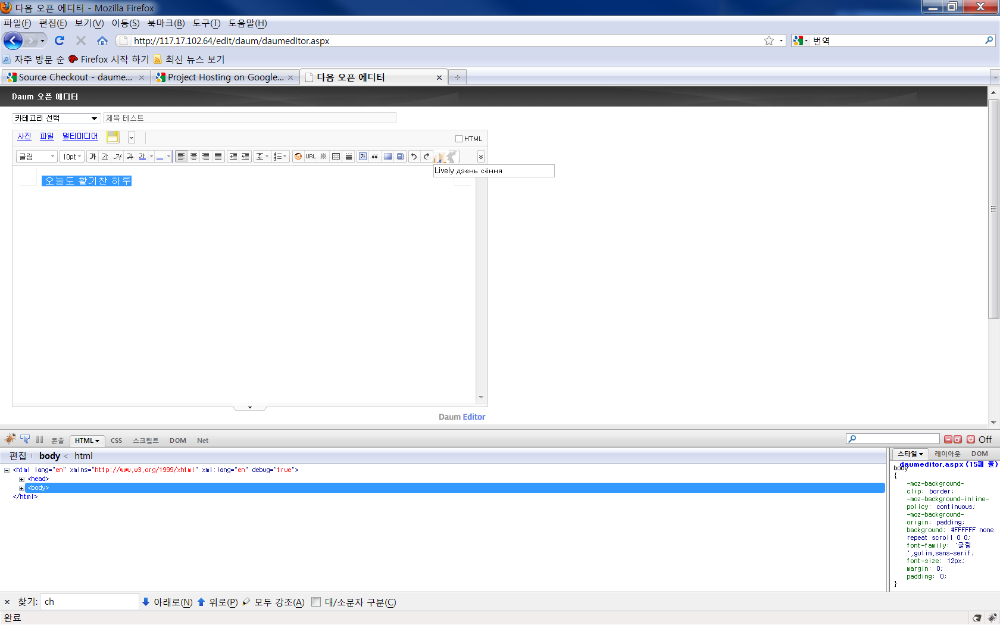 다음 오픈 에디터 - Mozilla Firefox
파일(F) 편집(E) 보기(V) 이동(S) 북마크(B) 도구(T) 도움말(H)
http://117.17.102.64/edit/daum/daumeditor.aspx 번역
자주 방문 순 Firefox 시작 하기 최신 뉴스 보기
Source Checkout - daume... Project Hosting on Google... 다음 오픈 에디터
Daum 오픈 에디터
카테고리 선택 제목 테스트
사진 파일 멀티미디어 HTML
굴림 10pt 가 가 가 가 가 URL ※ 가
Lively дзень сёння
오늘도 활기찬 하루
Daum Editor
콘솔 HTML CSS 스크립트 DOM Net Off
편집 body < html
스타일 레이아웃 DOM
<html lang="en" xmlns="http://www.w3.org/1999/xhtml" xml:lang="en" debug="true">
<head>
<body>
</html>
daumeditor.aspx (15째 줄)
body
{
-moz-background-
clip: border;
-moz-background-inline-
policy: continuous;
-moz-background-
origin: padding;
background: #FFFFFF none
repeat scroll 0 0;
font-family: '굴림
',gulim,sans-serif;
font-size: 12px;
margin: 0;
padding: 0;
}
찾기: ch 아래로(N) 위로(P) 모두 강조(A) 대/소문자 구분(C)
완료